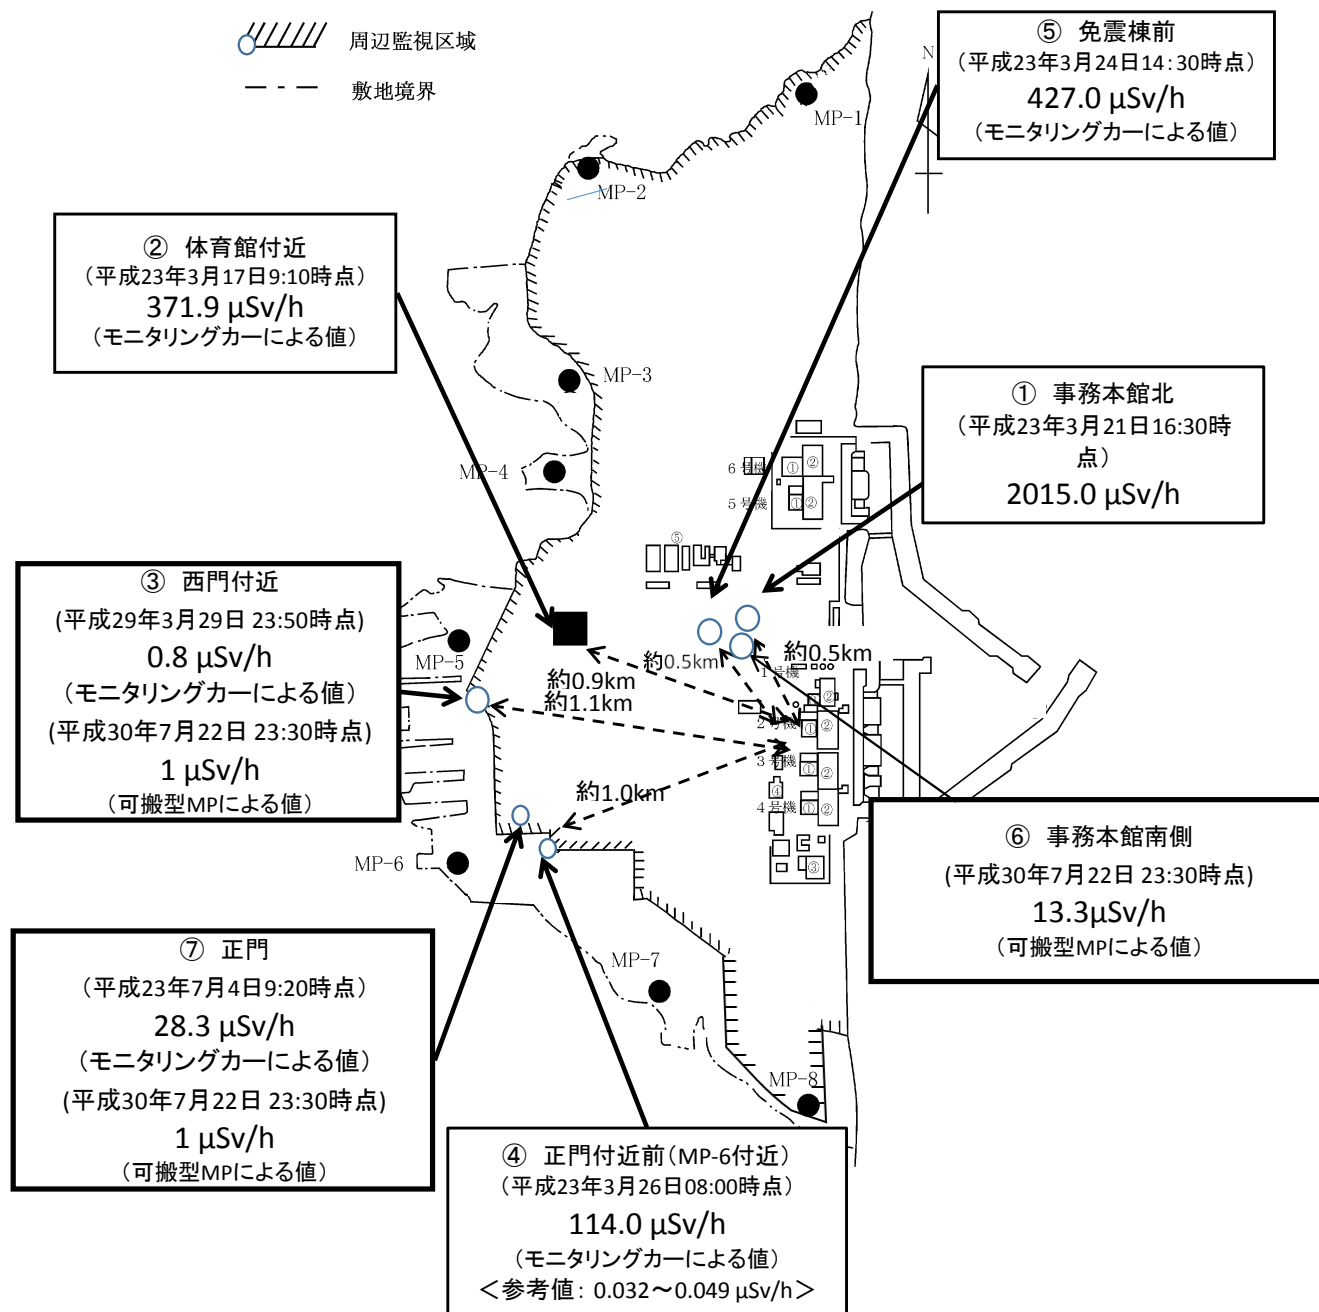 周辺監視区域
敷地境界
⑤ 免震棟前
（平成23年3月24日14:30時点）
427.0 μSv/h
（モニタリングカーによる値）
N
MP-1
MP-2
② 体育館付近
（平成23年3月17日9:10時点）
371.9 μSv/h
（モニタリングカーによる値）
MP-3
① 事務本館北
（平成23年3月21日16:30時
点）
2015.0 μSv/h
MP-4
６号機
① ②
５号機
① ②
⑤
③ 西門付近
(平成29年3月29日 23:50時点)
0.8 μSv/h
（モニタリングカーによる値）
(平成30年7月22日 23:30時点)
1 μSv/h
（可搬型MPによる値）
MP-5
約0.5km
約0.5km
約0.9km
約1.1km
１号機
②
２号機
① ②
３号機
① ②
④
４号機
① ②
③
約1.0km
MP-6
⑥ 事務本館南側
(平成30年7月22日 23:30時点)
13.3μSv/h
（可搬型MPによる値）
⑦ 正門
（平成23年7月4日9:20時点）
28.3 μSv/h
（モニタリングカーによる値）
(平成30年7月22日 23:30時点)
1 μSv/h
（可搬型MPによる値）
MP-7
MP-8
④ 正門付近前（MP-6付近）
（平成23年3月26日08:00時点）
114.0 μSv/h
（モニタリングカーによる値）
＜参考値：0.032～0.049 μSv/h＞